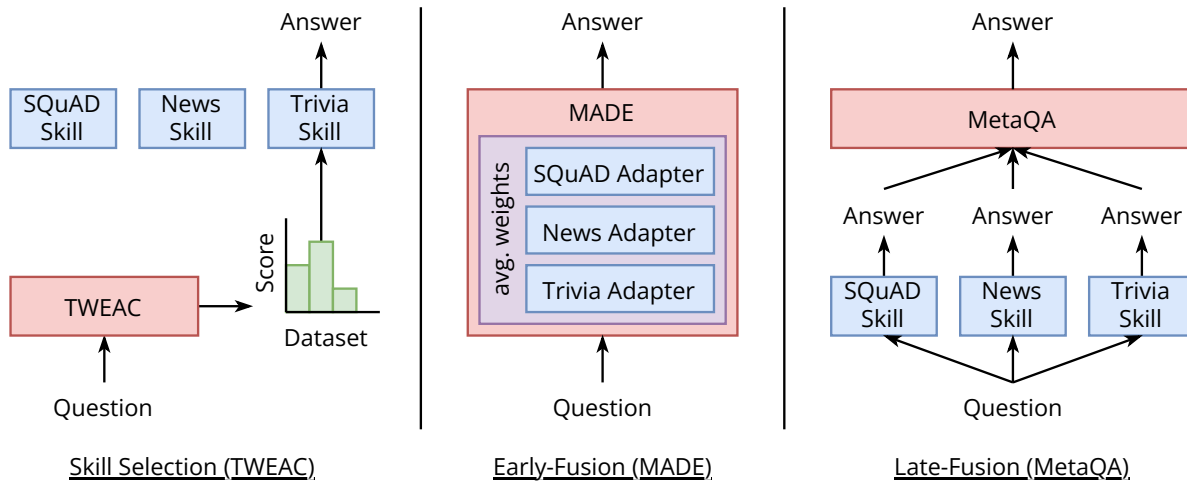 Answer
SQuAD
Skill
News
Skill
Trivia
Skill
Score
Dataset
TWEAC
Question
Skill Selection (TWEAC)
Answer
MADE
avg. weights
SQuAD Adapter
News Adapter
Trivia Adapter
Question
Early-Fusion (MADE)
Answer
MetaQA
Answer
Answer
Answer
SQuAD
Skill
News
Skill
Trivia
Skill
Question
Late-Fusion (MetaQA)